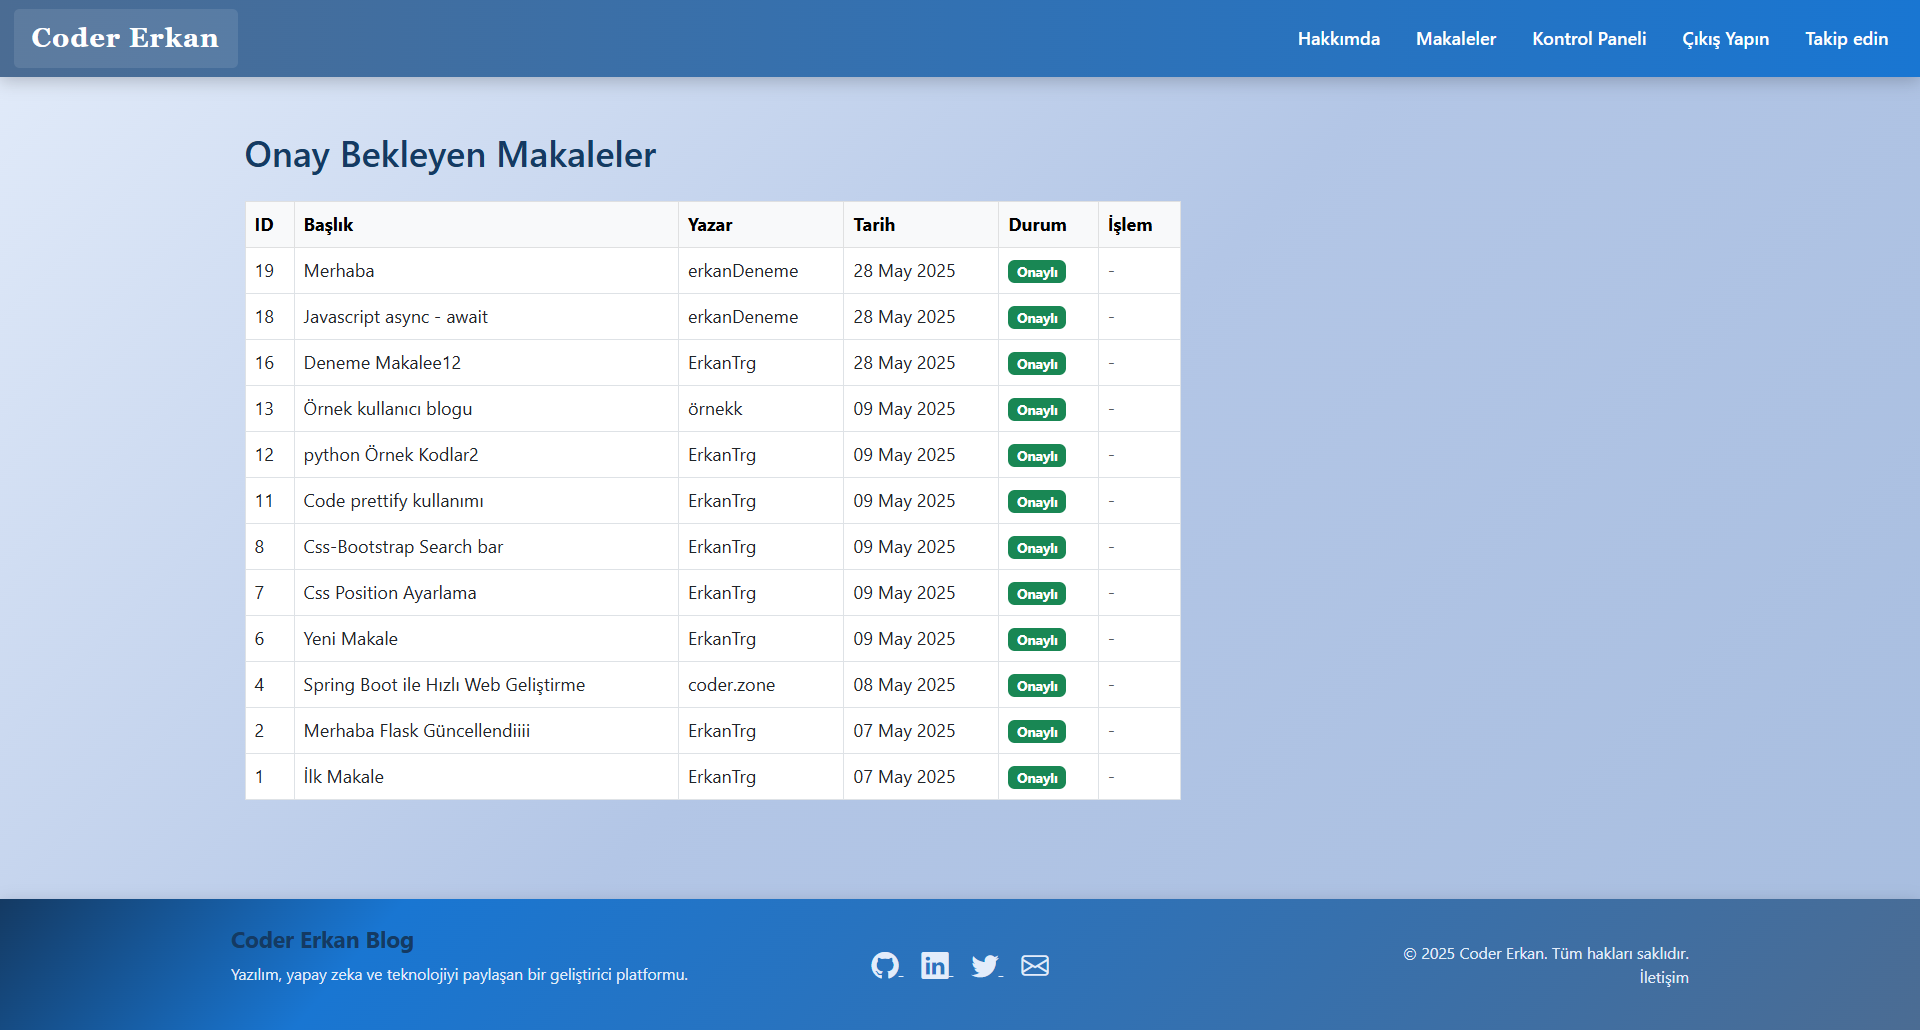 Coder Erkan
Hakkımda Makaleler Kontrol Paneli Çıkış Yapın Takip edin
Onay Bekleyen Makaleler
ID Başlık Yazar Tarih Durum İşlem
19 Merhaba erkanDeneme 28 May 2025 Onaylı -
18 Javascript async - await erkanDeneme 28 May 2025 Onaylı -
16 Deneme Makalee12 ErkanTrg 28 May 2025 Onaylı -
13 Örnek kullanıcı blogu örnekk 09 May 2025 Onaylı -
12 python Örnek Kodlar2 ErkanTrg 09 May 2025 Onaylı -
11 Code prettify kullanımı ErkanTrg 09 May 2025 Onaylı -
8 Css-Bootstrap Search bar ErkanTrg 09 May 2025 Onaylı -
7 Css Position Ayarlama ErkanTrg 09 May 2025 Onaylı -
6 Yeni Makale ErkanTrg 09 May 2025 Onaylı -
4 Spring Boot ile Hızlı Web Geliştirme coder.zone 08 May 2025 Onaylı -
2 Merhaba Flask Güncellendiiii ErkanTrg 07 May 2025 Onaylı -
1 İlk Makale ErkanTrg 07 May 2025 Onaylı -
Coder Erkan Blog
Yazılım, yapay zeka ve teknolojiyi paylaşan bir geliştirici platformu.
© 2025 Coder Erkan. Tüm hakları saklıdır.
İletişim